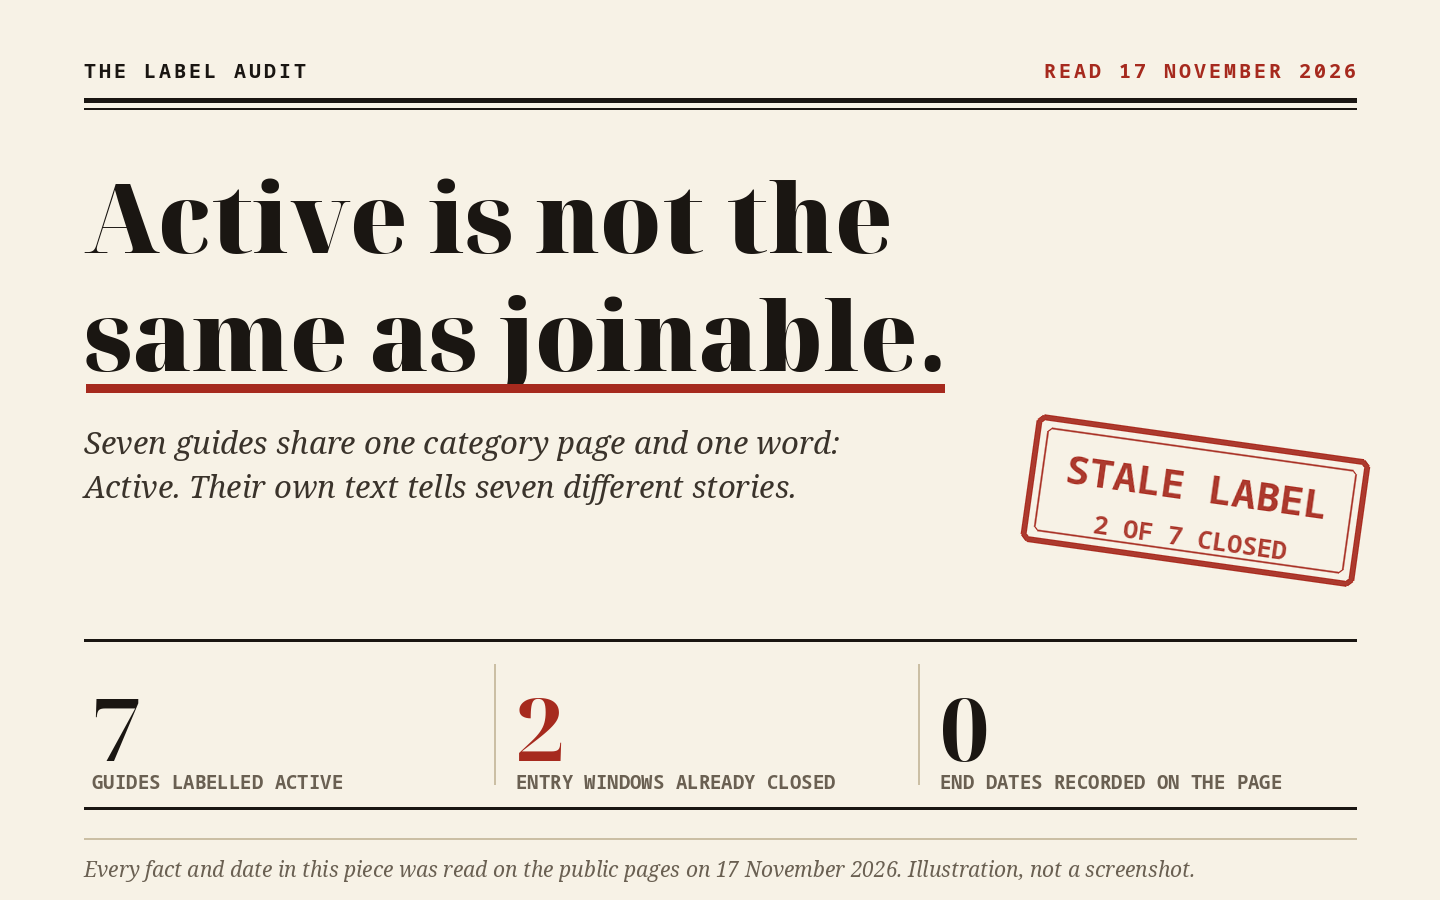 THE LABEL AUDIT
READ 17 NOVEMBER 2026
Active is not the
same as joinable.
Seven guides share one category page and one word:
Active. Their own text tells seven different stories.
STALE LABEL
2 OF 7 CLOSED
7
GUIDES LABELLED ACTIVE
2
ENTRY WINDOWS ALREADY CLOSED
0
END DATES RECORDED ON THE PAGE
Every fact and date in this piece was read on the public pages on 17 November 2026. Illustration, not a screenshot.